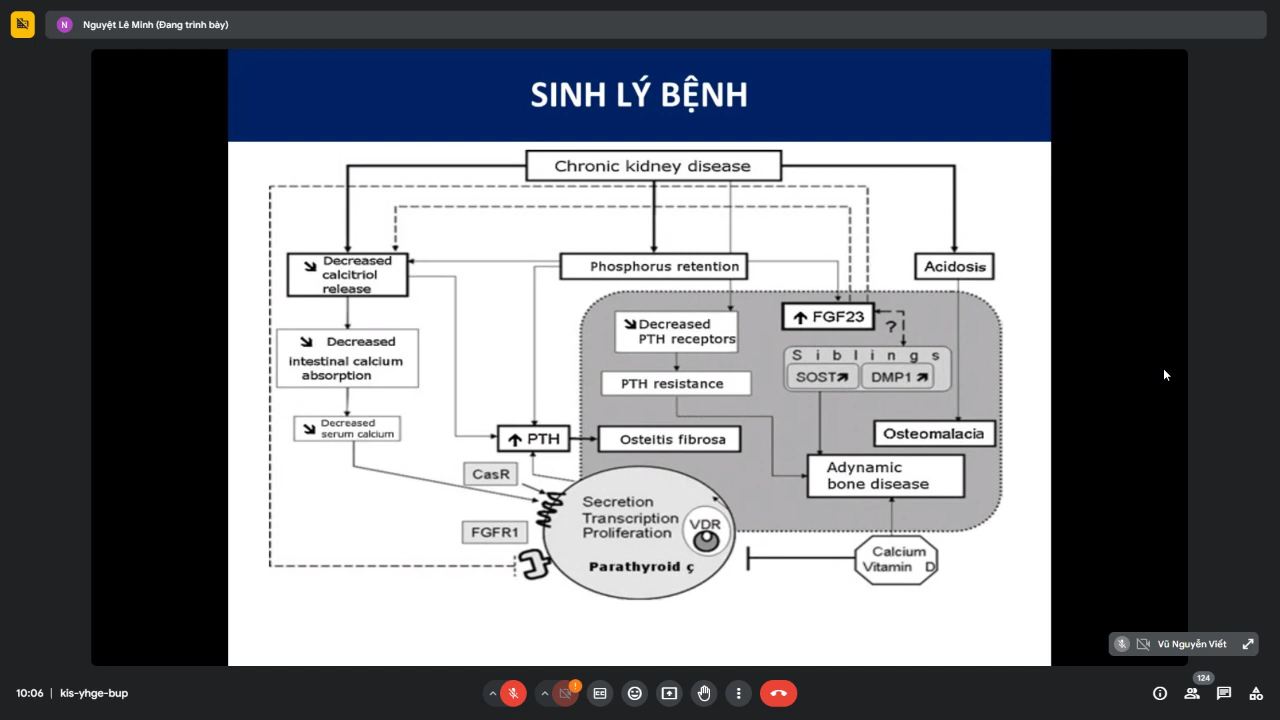 N
Nguyệt Lê Minh (Đang trình bày)
SINH LÝ BỆNH
Chronic kidney disease
Decreased
calcitriol
release
Phosphorus retention
Acidosis
Decreased
PTH receptors
FGF23
?
Decreased
intestinal calcium
absorption
Siblings
SOST
DMP1
PTH resistance
Decreased
serum calcium
PTH
Osteitis fibrosa
Osteomalacia
CasR
Adynamic
bone disease
Secretion
Transcription
Proliferation
VDR
FGFR1
Parathyroid ç
Calcium
Vitamin D
Vũ Nguyễn Viết
10:06 | kis-yhge-bup
!
124